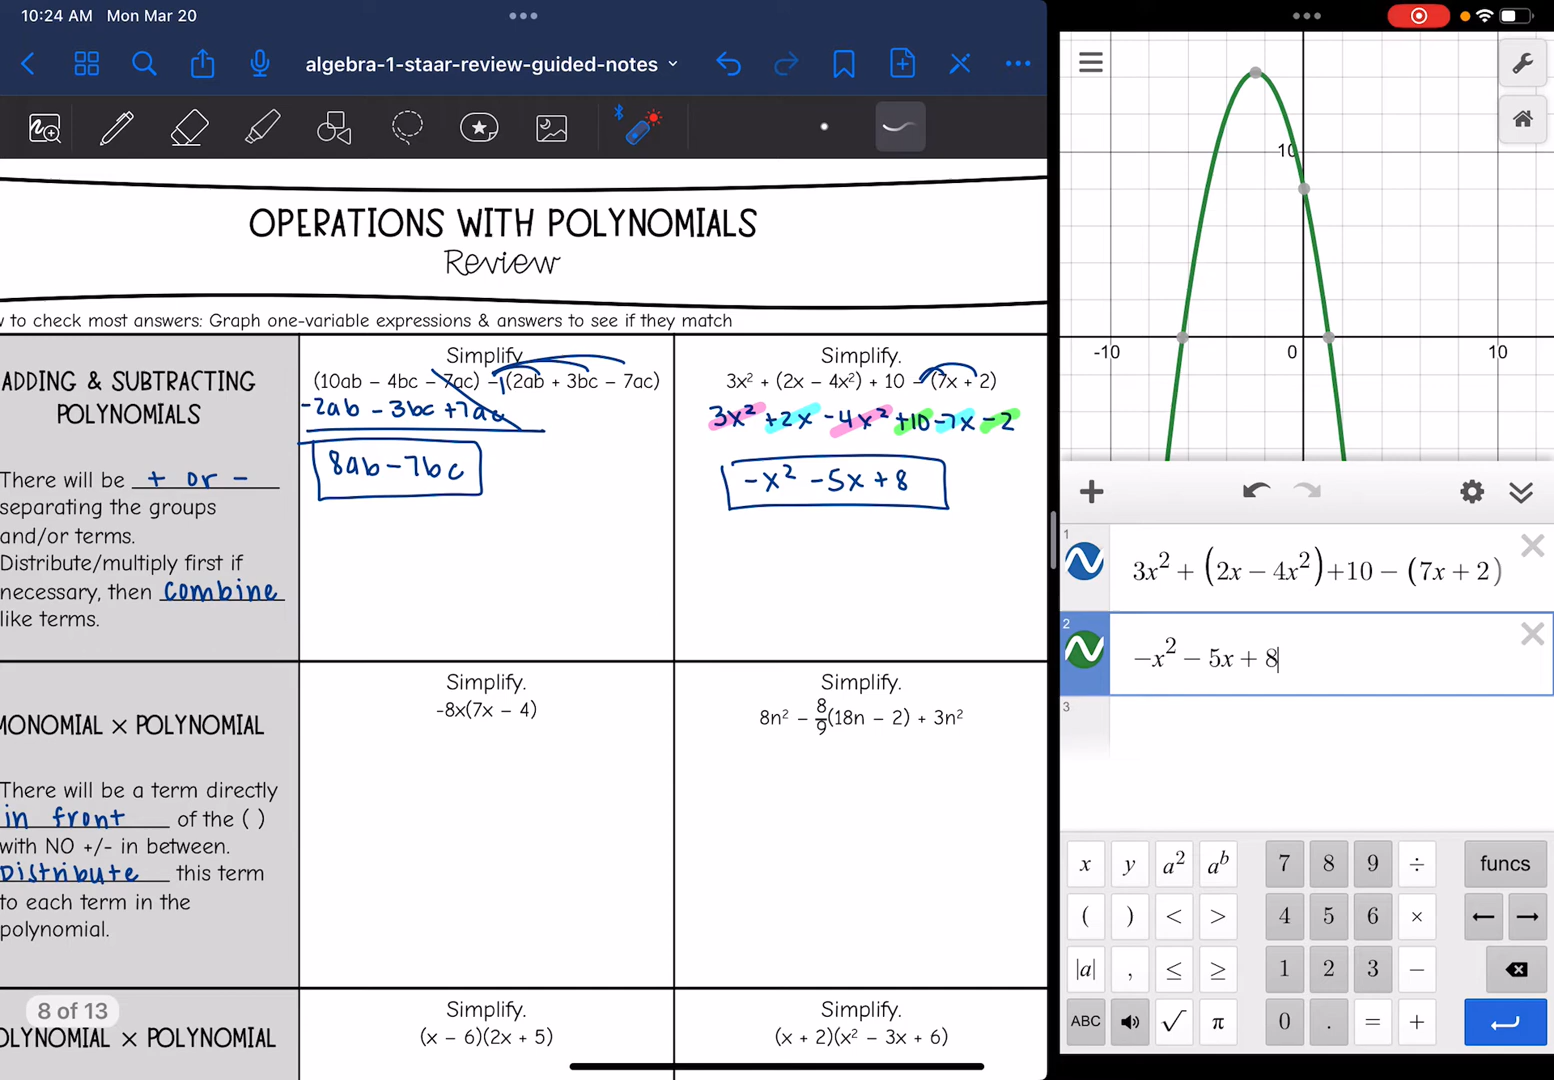 10:24 AM Mon Mar 20
algebra-1-staar-review-guided-notes
OPERATIONS WITH POLYNOMIALS
Review
to check most answers: Graph one-variable expressions & answers to see if they match
ADDING & SUBTRACTING
POLYNOMIALS
There will be + or -
separating the groups
and/or terms.
Distribute/multiply first if
necessary, then combine
like terms.
Simplify
(10ab – 4bc – 7ac) –1(2ab + 3bc – 7ac)
-2ab - 3bc +7ac
8ab - 7bc
Simplify.
3x² + (2x – 4x²) + 10 – (7x + 2)
3x² +2x -4x² +10 -7x -2
-x² -5x +8
MONOMIAL × POLYNOMIAL
There will be a term directly
in front of the ( )
with NO +/- in between.
Distribute this term
to each term in the
polynomial.
Simplify.
-8x(7x – 4)
Simplify.
8n² – 8/9(18n – 2) + 3n²
8 of 13
OLYNOMIAL × POLYNOMIAL
Simplify.
(x – 6)(2x + 5)
Simplify.
(x + 2)(x² – 3x + 6)
10
-10 0 10
1
3x² + (2x – 4x²)+10 – (7x + 2)
2
–x² – 5x + 8
3
x y a² aᵇ 7 8 9 ÷ funcs
( ) < > 4 5 6 × ← →
|a| , ≤ ≥ 1 2 3 –
ABC √ π 0 . = +